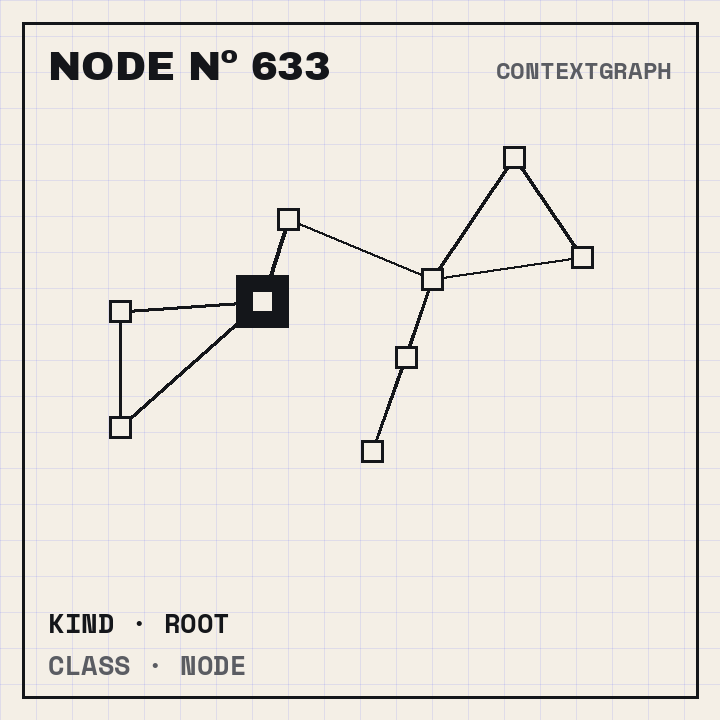 NODE Nº 633
CONTEXTGRAPH
KIND · ROOT
CLASS · NODE